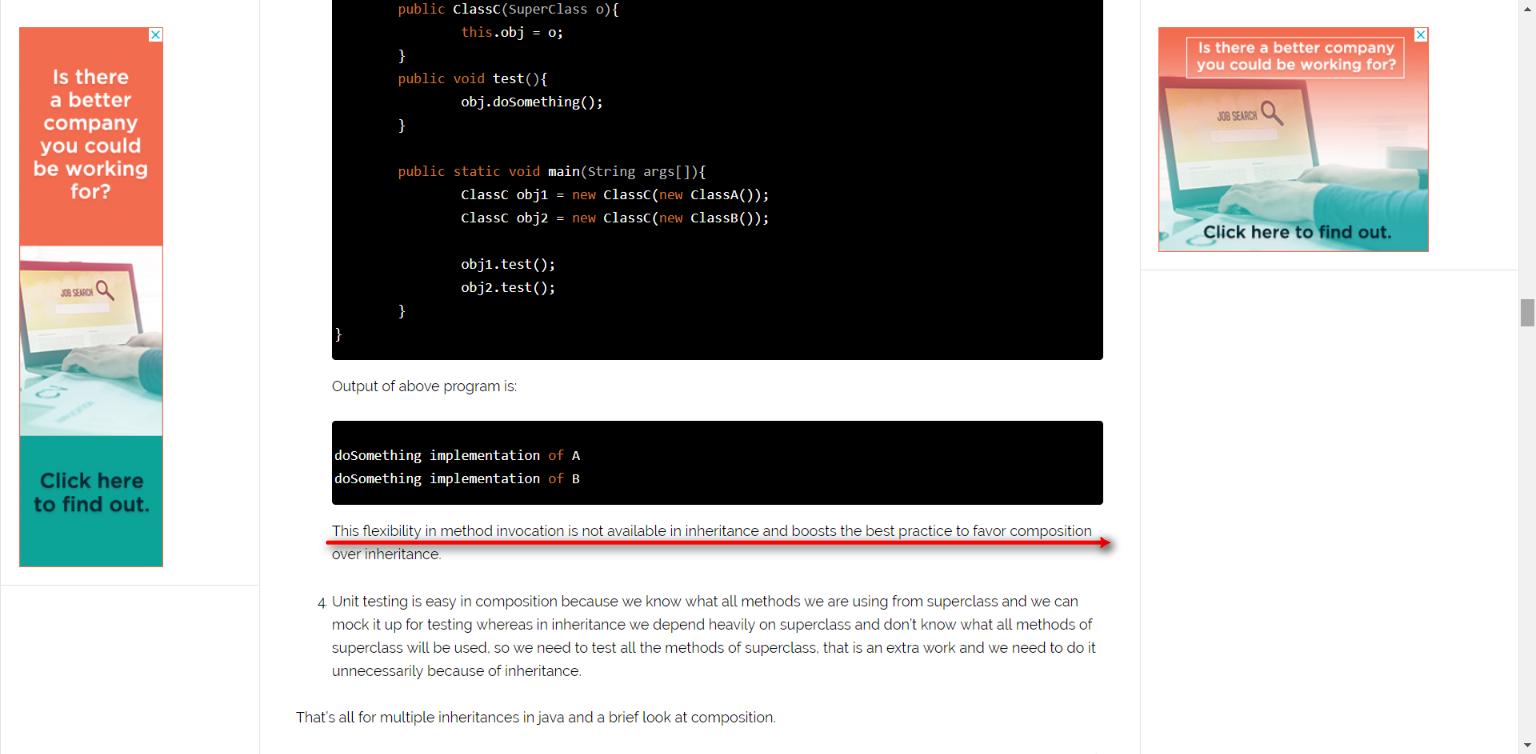 Is there
a better
company
you could
be working
for?
JOB SEARCH
Click here
to find out.
public ClassC(SuperClass o){
this.obj = o;
}
public void test(){
obj.doSomething();
}
public static void main(String args[]){
ClassC obj1 = new ClassC(new ClassA());
ClassC obj2 = new ClassC(new ClassB());
obj1.test();
obj2.test();
}
}
Output of above program is:
doSomething implementation of A
doSomething implementation of B
This flexibility in method invocation is not available in inheritance and boosts the best practice to favor composition
over inheritance.
4. Unit testing is easy in composition because we know what all methods we are using from superclass and we can
mock it up for testing whereas in inheritance we depend heavily on superclass and don't know what all methods of
superclass will be used, so we need to test all the methods of superclass, that is an extra work and we need to do it
unnecessarily because of inheritance.
That's all for multiple inheritances in java and a brief look at composition.
Is there a better company
you could be working for?
JOB SEARCH
Click here to find out.